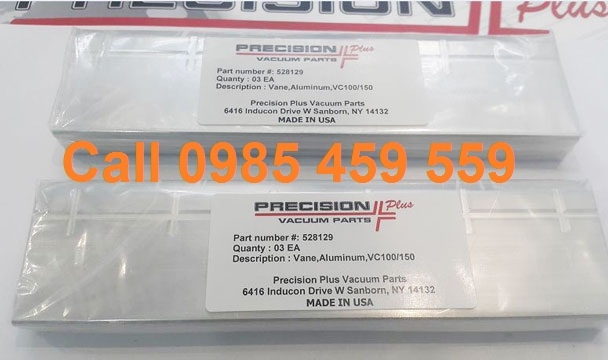 PRECISION Plus
PRECISION Plus
VACUUM PARTS
Part number #: 528129
Quanty : 03 EA
Description : Vane,Aluminum,VC100/150
Precision Plus Vacuum Parts
6416 Inducon Drive W Sanborn, NY 14132
MADE IN USA
Call 0985 459 559
PRECISION Plus
VACUUM PARTS
Part number #: 528129
Quanty : 03 EA
Description : Vane,Aluminum,VC100/150
Precision Plus Vacuum Parts
6416 Inducon Drive W Sanborn, NY 14132
MADE IN USA